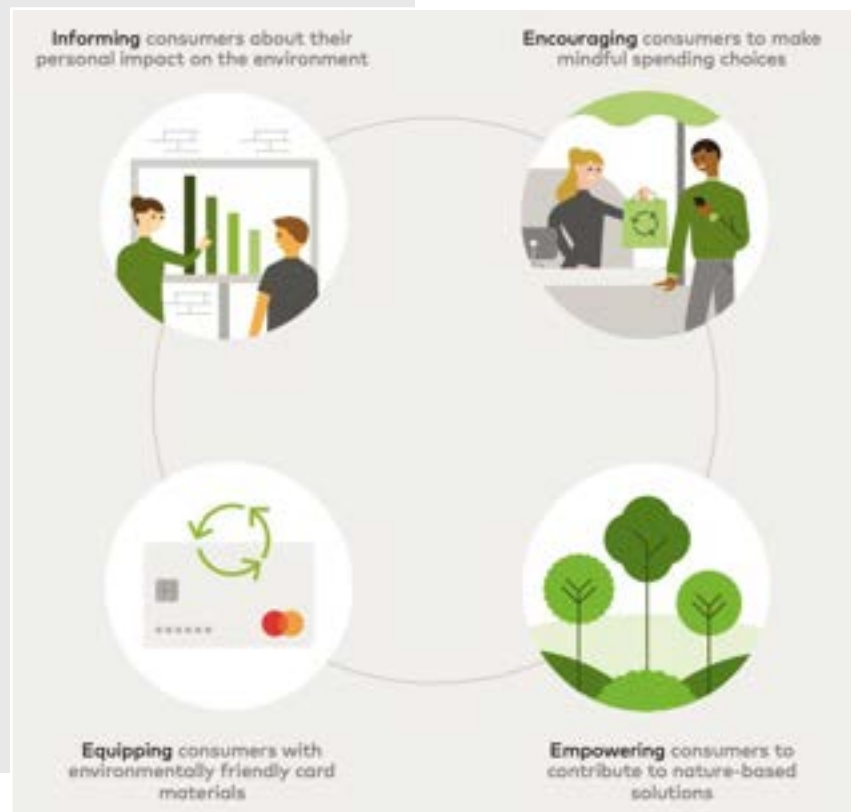 Informing consumers about their
personal impact on the environment
Encouraging consumers to make
mindful spending choices
Equipping consumers with
environmentally friendly card
materials
Empowering consumers to
contribute to nature-based
solutions